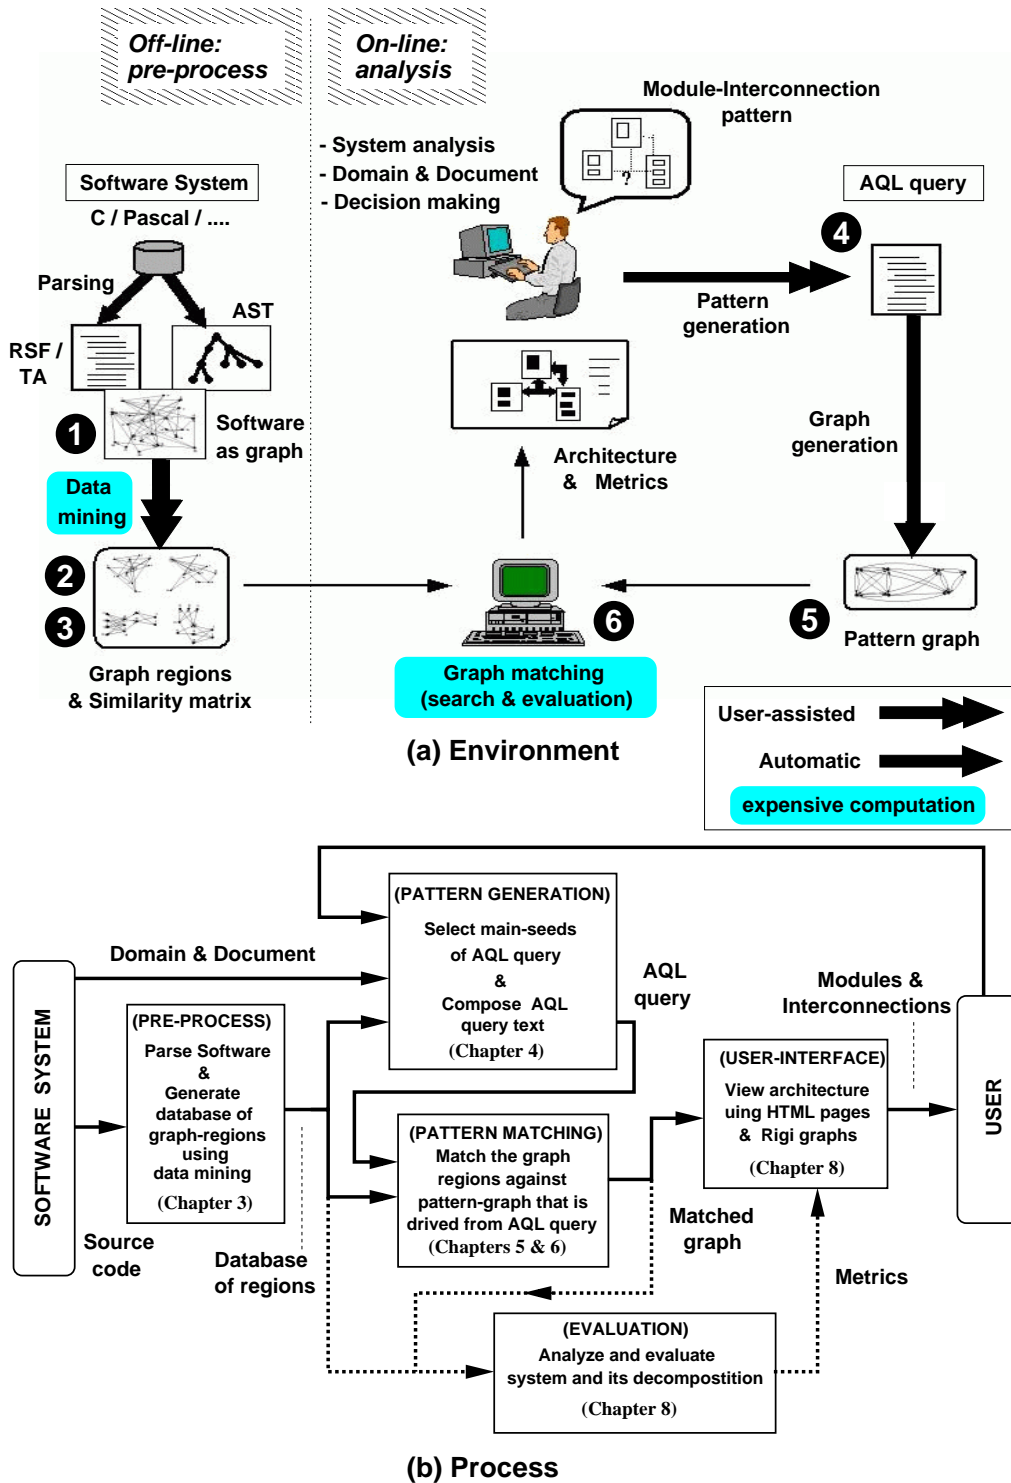 Off-line:
pre-process
On-line:
analysis
Module-Interconnection
pattern
- System analysis
- Domain & Document
- Decision making
?
Software System
C / Pascal / ....
Parsing
AST
RSF /
TA
1
Software
as graph
Data
mining
2
3
Graph regions
& Similarity matrix
AQL query
4
Pattern
generation
Graph
generation
Architecture
& Metrics
6
5
Pattern graph
Graph matching
(search & evaluation)
(a) Environment
User-assisted
Automatic
expensive computation
SOFTWARE SYSTEM
Domain & Document
(PATTERN GENERATION)
Select main-seeds
of AQL query
&
Compose AQL
query text
(Chapter 4)
AQL
query
Modules &
Interconnections
(PRE-PROCESS)
Parse Software
&
Generate
database of
graph-regions
using
data mining
(Chapter 3)
(USER-INTERFACE)
View architecture
uing HTML pages
& Rigi graphs
(Chapter 8)
USER
(PATTERN MATCHING)
Match the graph
regions against
pattern-graph that is
drived from AQL query
(Chapters 5 & 6)
Source
code
Database
of regions
Matched
graph
Metrics
(EVALUATION)
Analyze and evaluate
system and its decompostition
(Chapter 8)
(b) Process